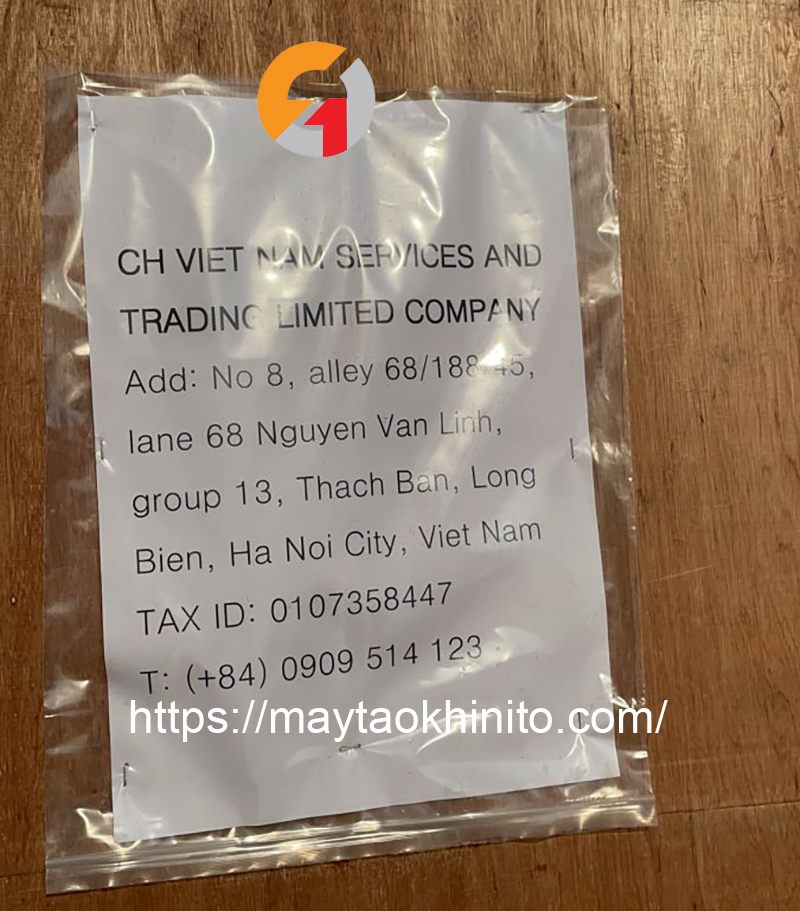 CH VIET NAM SERVICES AND
TRADING LIMITED COMPANY
Add: No 8, alley 68/188/45,
lane 68 Nguyen Van Linh,
group 13, Thach Ban, Long
Bien, Ha Noi City, Viet Nam
TAX ID: 0107358447
T: (+84) 0909 514 123
https://maytaokhinito.com/